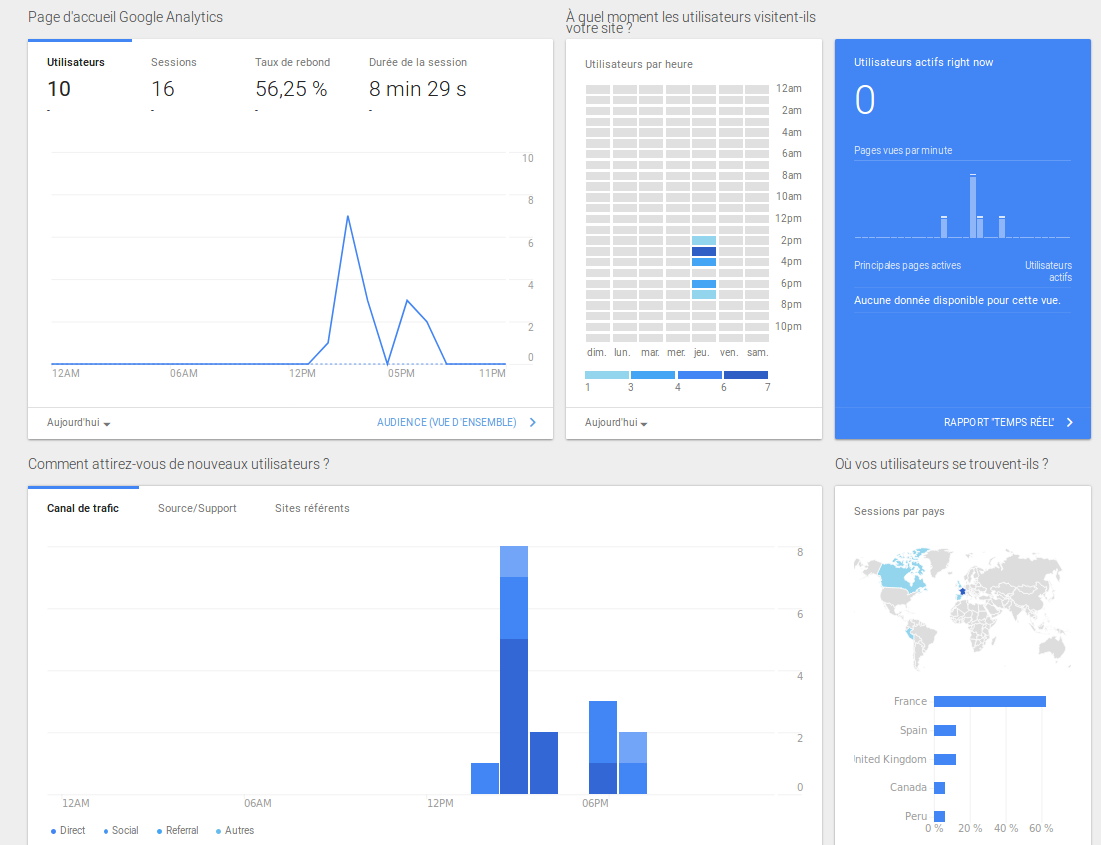 Page d'accueil Google Analytics
Utilisateurs Sessions Taux de rebond Durée de la session
10 16 56,25 % 8 min 29 s
- - - -
10
8
6
4
2
0
12AM 06AM 12PM 05PM 11PM
Aujourd'hui AUDIENCE (VUE D'ENSEMBLE)
À quel moment les utilisateurs visitent-ils
votre site ?
Utilisateurs par heure
12am
2am
4am
6am
8am
10am
12pm
2pm
4pm
6pm
8pm
10pm
dim. lun. mar. mer. jeu. ven. sam.
1 3 4 6 7
Aujourd'hui
Utilisateurs actifs right now
0
Pages vues par minute
Principales pages actives Utilisateurs
actifs
Aucune donnée disponible pour cette vue.
RAPPORT "TEMPS RÉEL"
Comment attirez-vous de nouveaux utilisateurs ?
Canal de trafic Source/Support Sites référents
8
6
4
2
0
12AM 06AM 12PM 06PM
Direct Social Referral Autres
Où vos utilisateurs se trouvent-ils ?
Sessions par pays
France
Spain
nited Kingdom
Canada
Peru
0 % 20 % 40 % 60 %